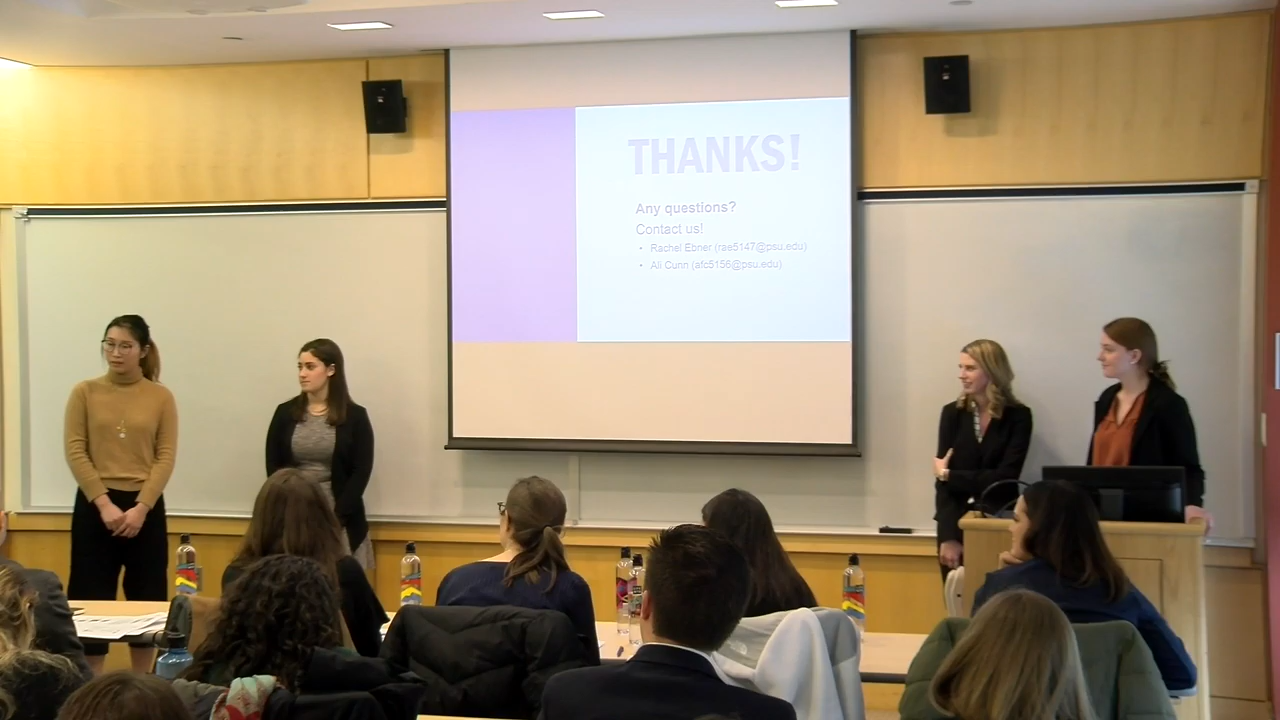 THANKS!
Any questions?
Contact us!
• Rachel Ebner (rae5147@psu.edu)
• Ali Cunn (afc5156@psu.edu)